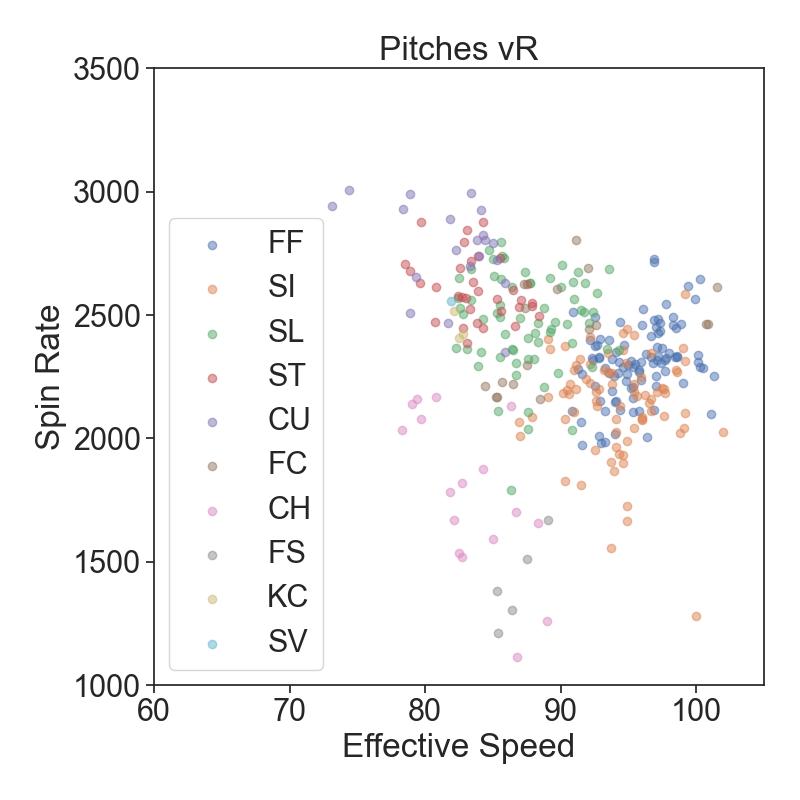 Pitches vR
3500
3000
2500
2000
1500
1000
Spin Rate
FF
SI
SL
ST
CU
FC
CH
FS
KC
SV
60 70 80 90 100
Effective Speed